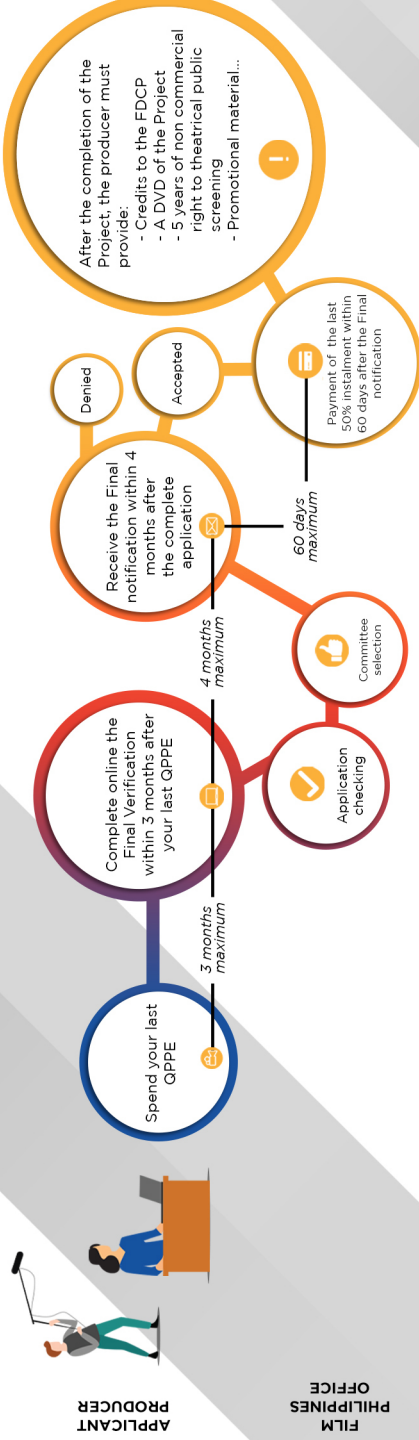 APPLICANT
PRODUCER
FILM
PHILIPPINES
OFFICE
Spend your last
QPPE
3 months
maximum
Complete online the
Final Verification
within 3 months after
your last QPPE
Application
checking
Committee
selection
4 months
maximum
Receive the Final
notification within 4
months after
the complete
application
Denied
Accepted
60 days
maximum
Payment of the last
50% instalment within
60 days after the Final
notification
After the completion of the
Project, the producer must
provide:
- Credits to the FDCP
- A DVD of the Project
- 5 years of non commercial
right to theatrical public
screening
- Promotional material...
i